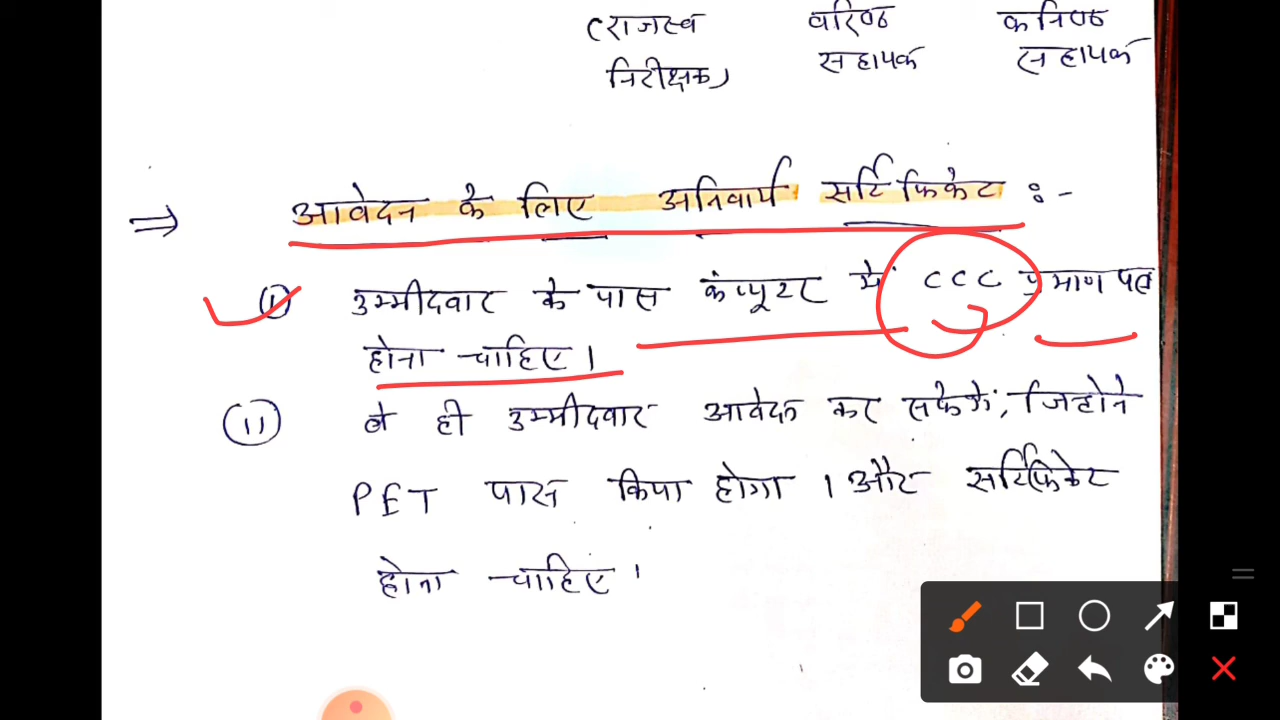 (राजस्व वरिष्ठ कनिष्ठ
निरीक्षक) सहायक सहायक
⇒ आवेदन के लिए अनिवार्य सर्टिफिकेट :-
(i) उम्मीदवार के पास कंप्यूटर में CCC प्रमाण पत्र
होना चाहिए।
(ii) वे ही उम्मीदवार आवेदन कर सकेंगे, जिन्होने
PET पास किया होगा । और सर्टिफिकेट
होना चाहिए ।